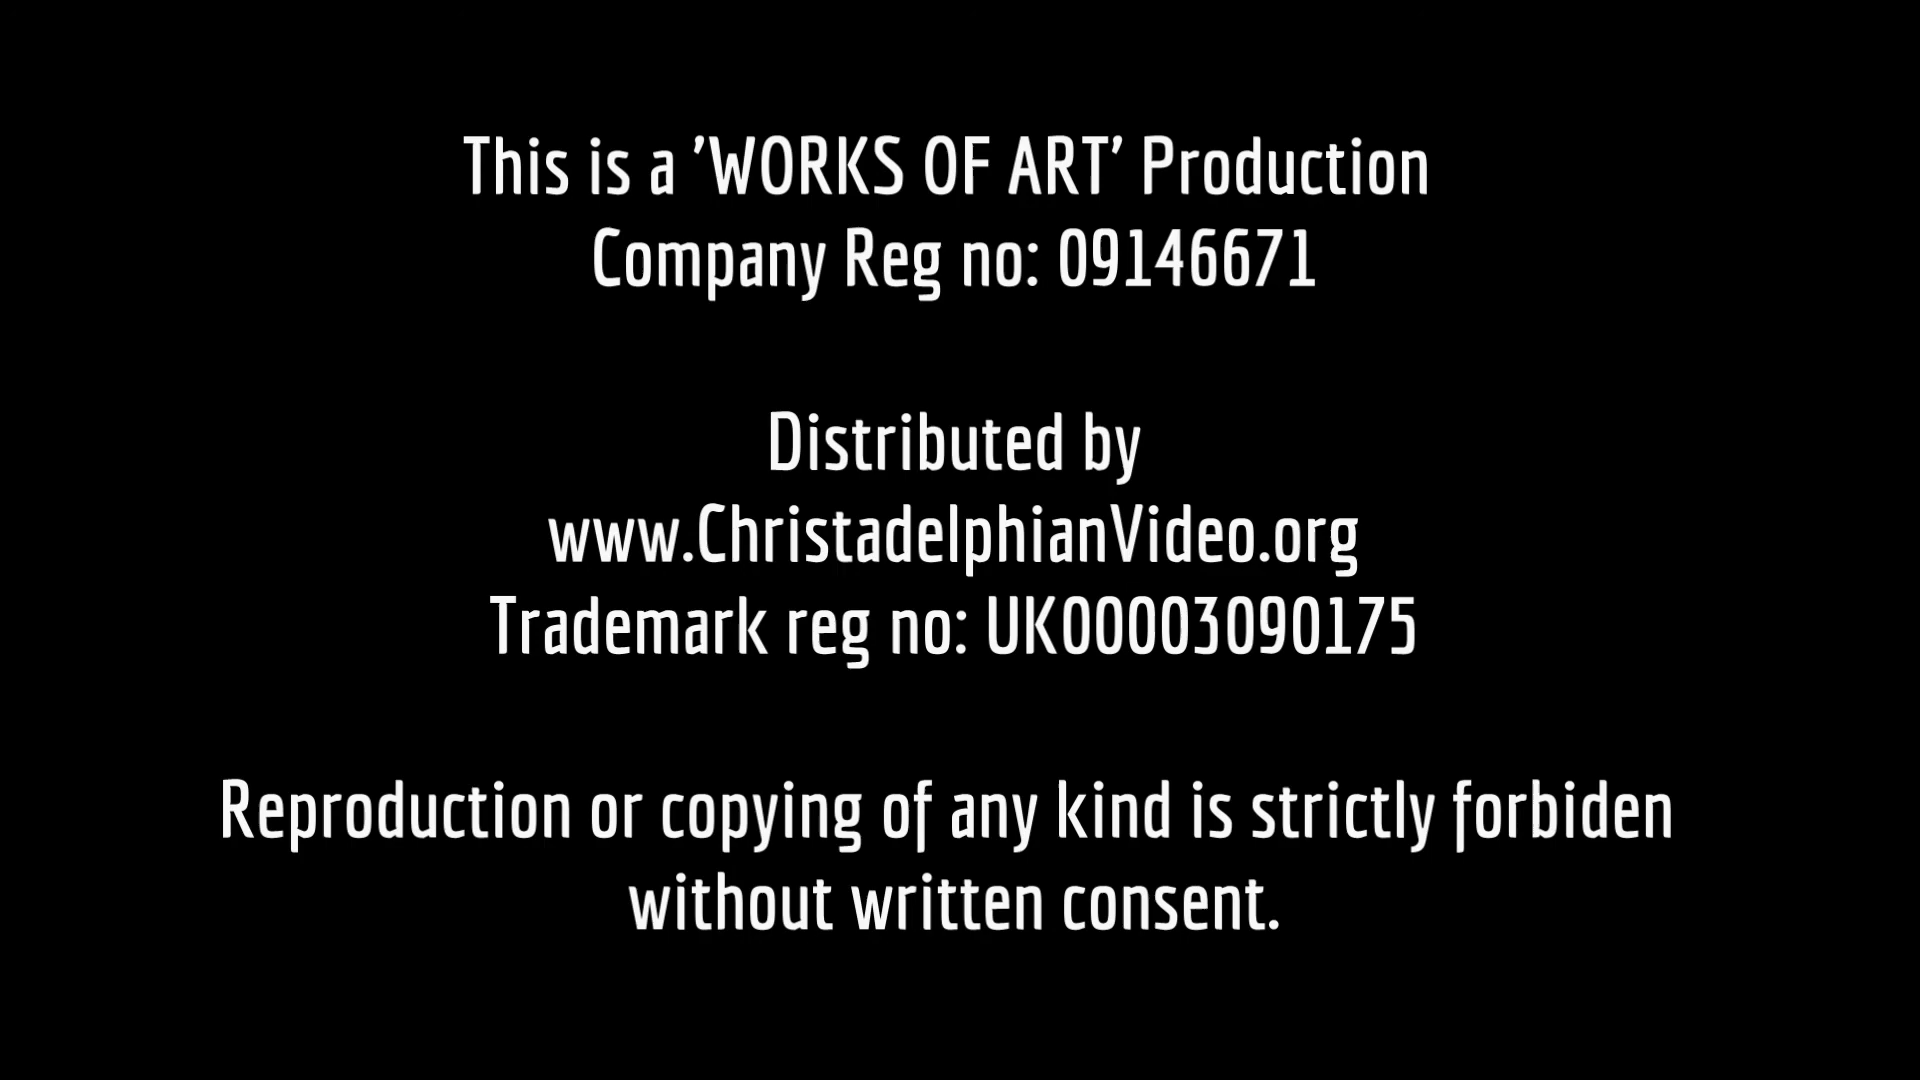 This is a 'WORKS OF ART' Production
Company Reg no: 09146671
Distributed by
www.ChristadelphianVideo.org
Trademark reg no: UK00003090175
Reproduction or copying of any kind is strictly forbiden
without written consent.